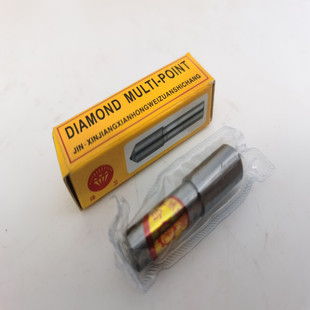 DIAMOND MULTI-POINT
JIN·XINJIANGXIANHONGWEIZUANSHICHANG